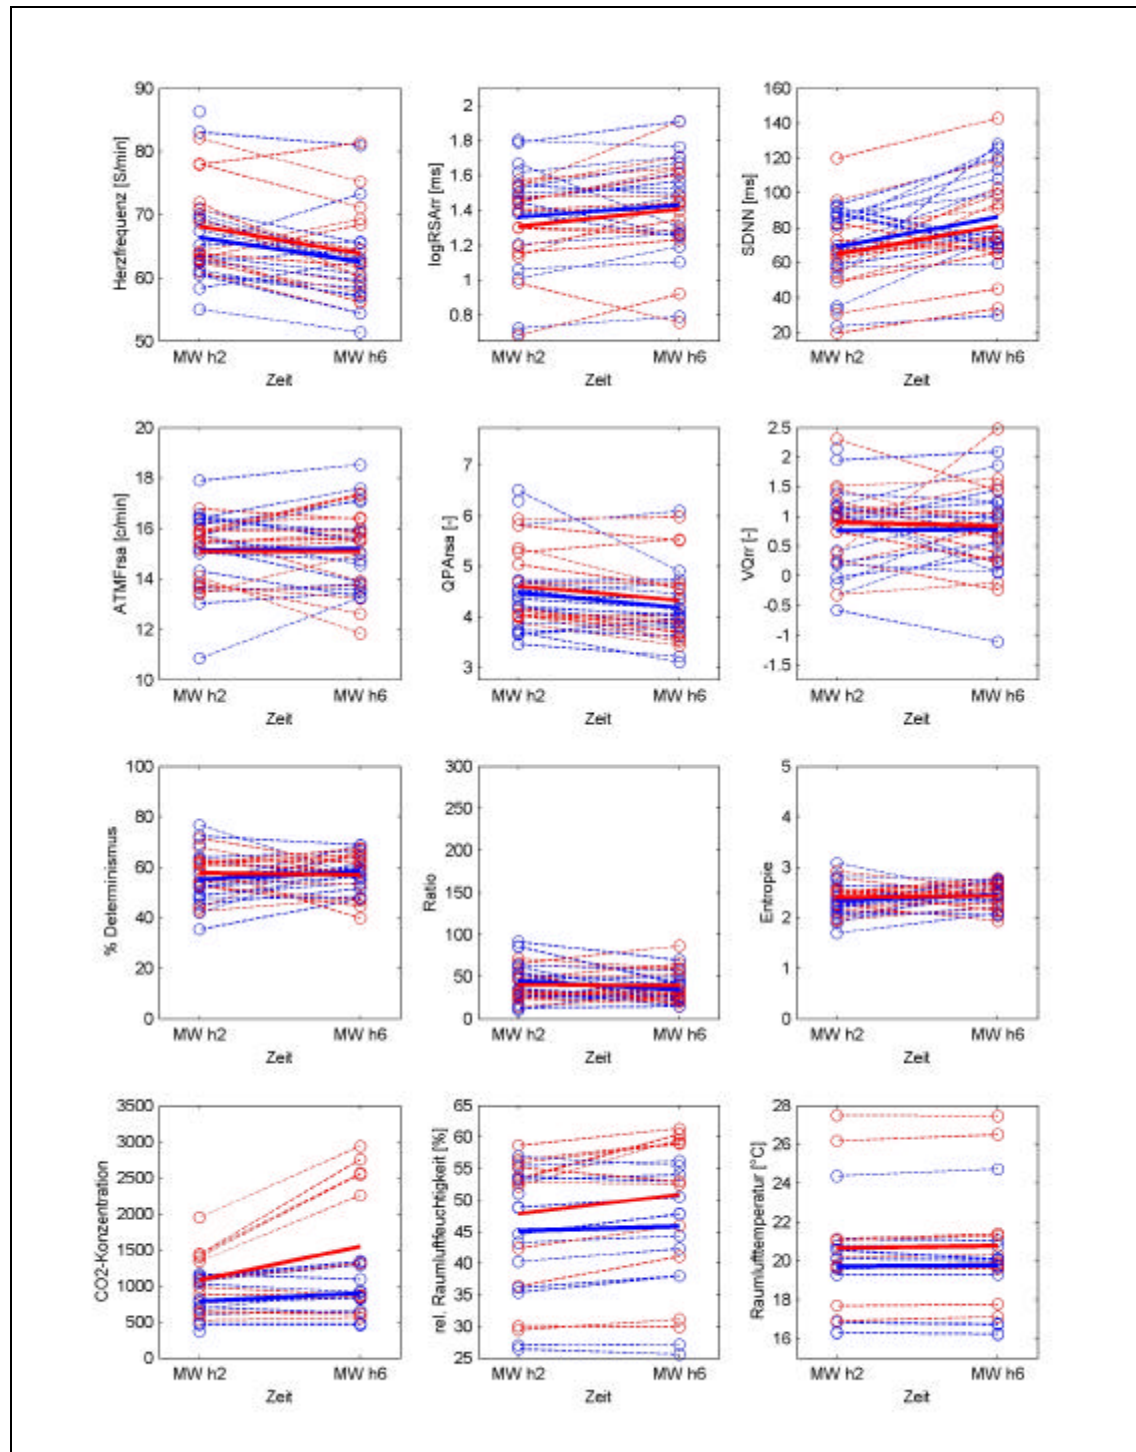 90
80
70
60
50
Herzfrequenz [S/min]
MW h2
MW h6
Zeit
2
1.8
1.6
1.4
1.2
1
0.8
logRSArr [ms]
MW h2
MW h6
Zeit
160
140
120
100
80
60
40
20
SDNN [ms]
MW h2
MW h6
Zeit
20
18
16
14
12
10
ATMFrsa [c/min]
MW h2
MW h6
Zeit
7
6
5
4
3
QPArsa [-]
MW h2
MW h6
Zeit
2.5
2
1.5
1
0.5
0
-0.5
-1
-1.5
VQrr [-]
MW h2
MW h6
Zeit
100
80
60
40
20
0
% Determinismus
MW h2
MW h6
Zeit
300
250
200
150
100
50
0
Ratio
MW h2
MW h6
Zeit
5
4
3
2
1
0
Entropie
MW h2
MW h6
Zeit
3500
3000
2500
2000
1500
1000
500
0
CO2-Konzentration
MW h2
MW h6
Zeit
65
60
55
50
45
40
35
30
25
rel. Raumluftfeuchtigkeit [%]
MW h2
MW h6
Zeit
28
26
24
22
20
18
16
Raumlufttemperatur [°C]
MW h2
MW h6
Zeit